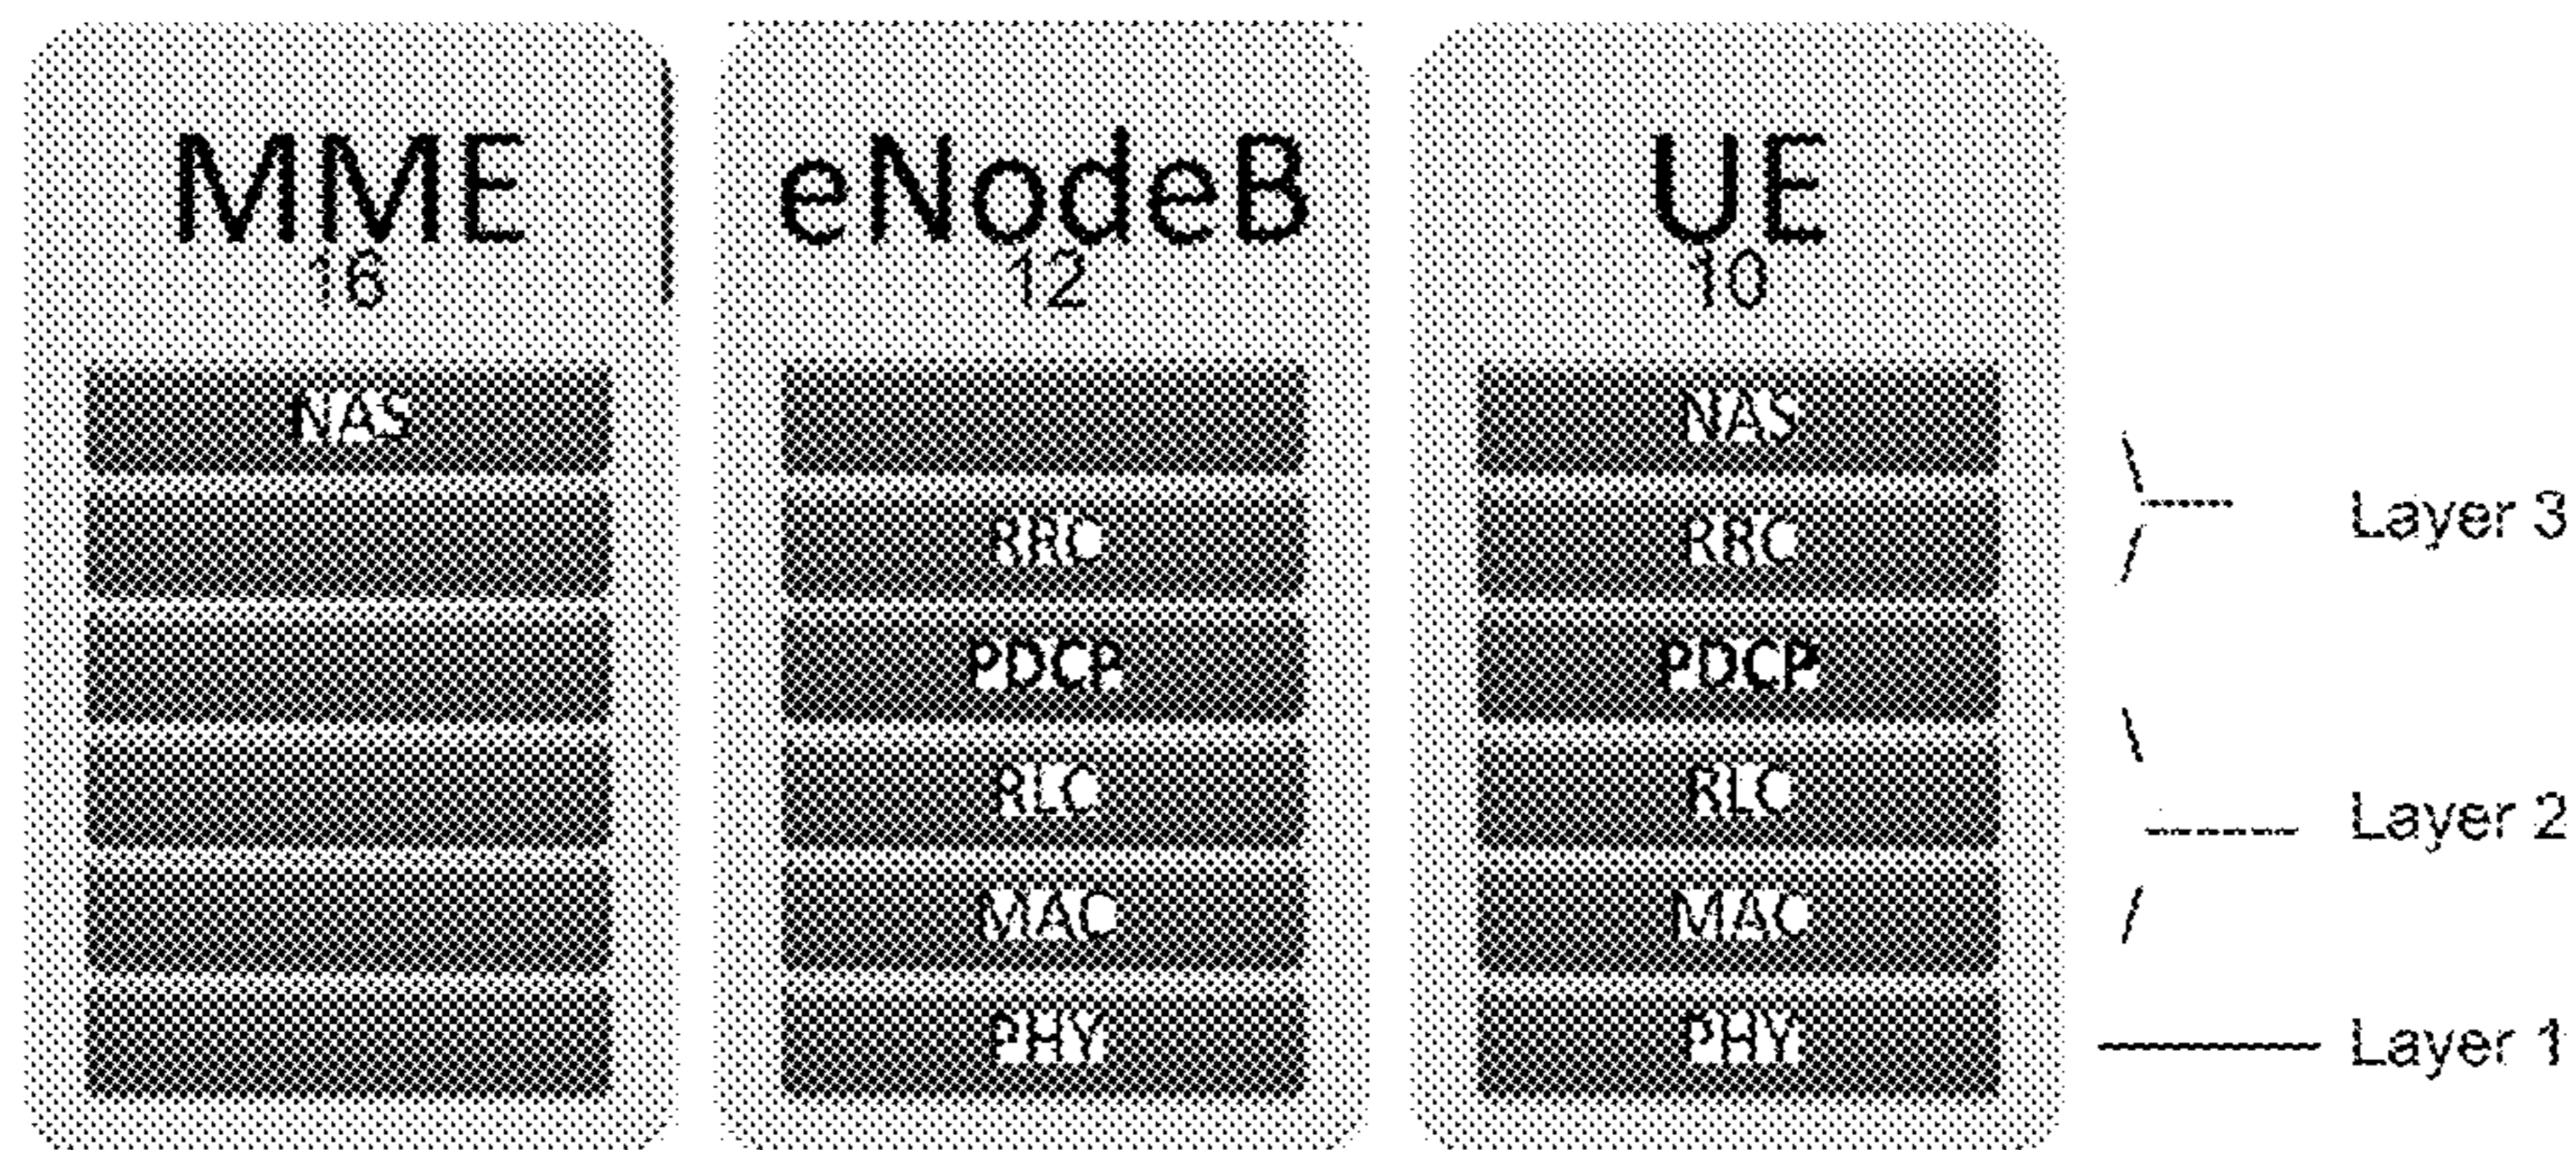 MME eNodeB UE
16 12 10
NAS NAS
RRC RRC Layer 3
PDCP PDCP
RLC RLC Layer 2
MAC MAC
PHY PHY Layer 1